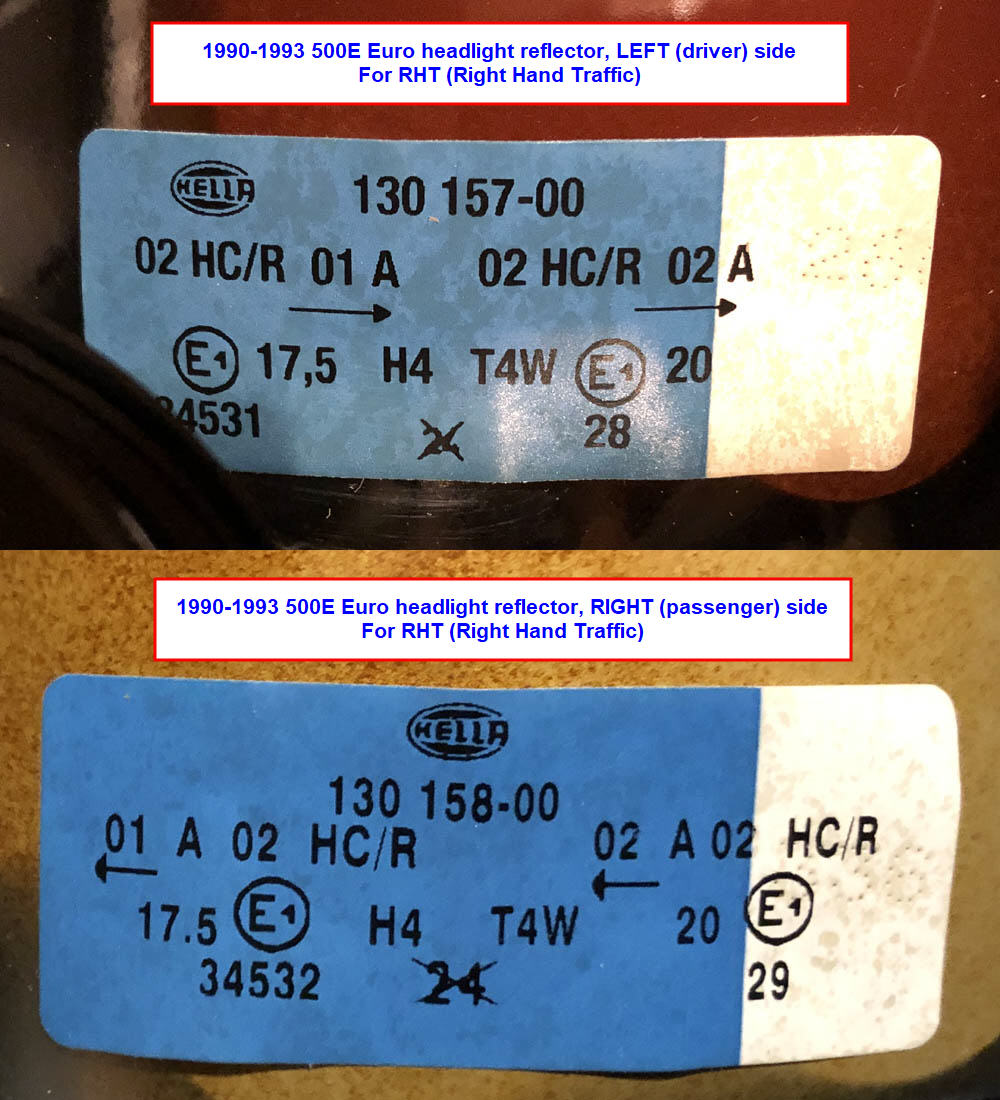 1990-1993 500E Euro headlight reflector, LEFT (driver) side
For RHT (Right Hand Traffic)
HELLA 130 157-00
02 HC/R 01 A 02 HC/R 02 A
E1 17,5 H4 T4W E1 20
34531 24 28
1990-1993 500E Euro headlight reflector, RIGHT (passenger) side
For RHT (Right Hand Traffic)
HELLA
130 158-00
01 A 02 HC/R 02 A 02 HC/R
17.5 E1 H4 T4W 20 E1
34532 24 29